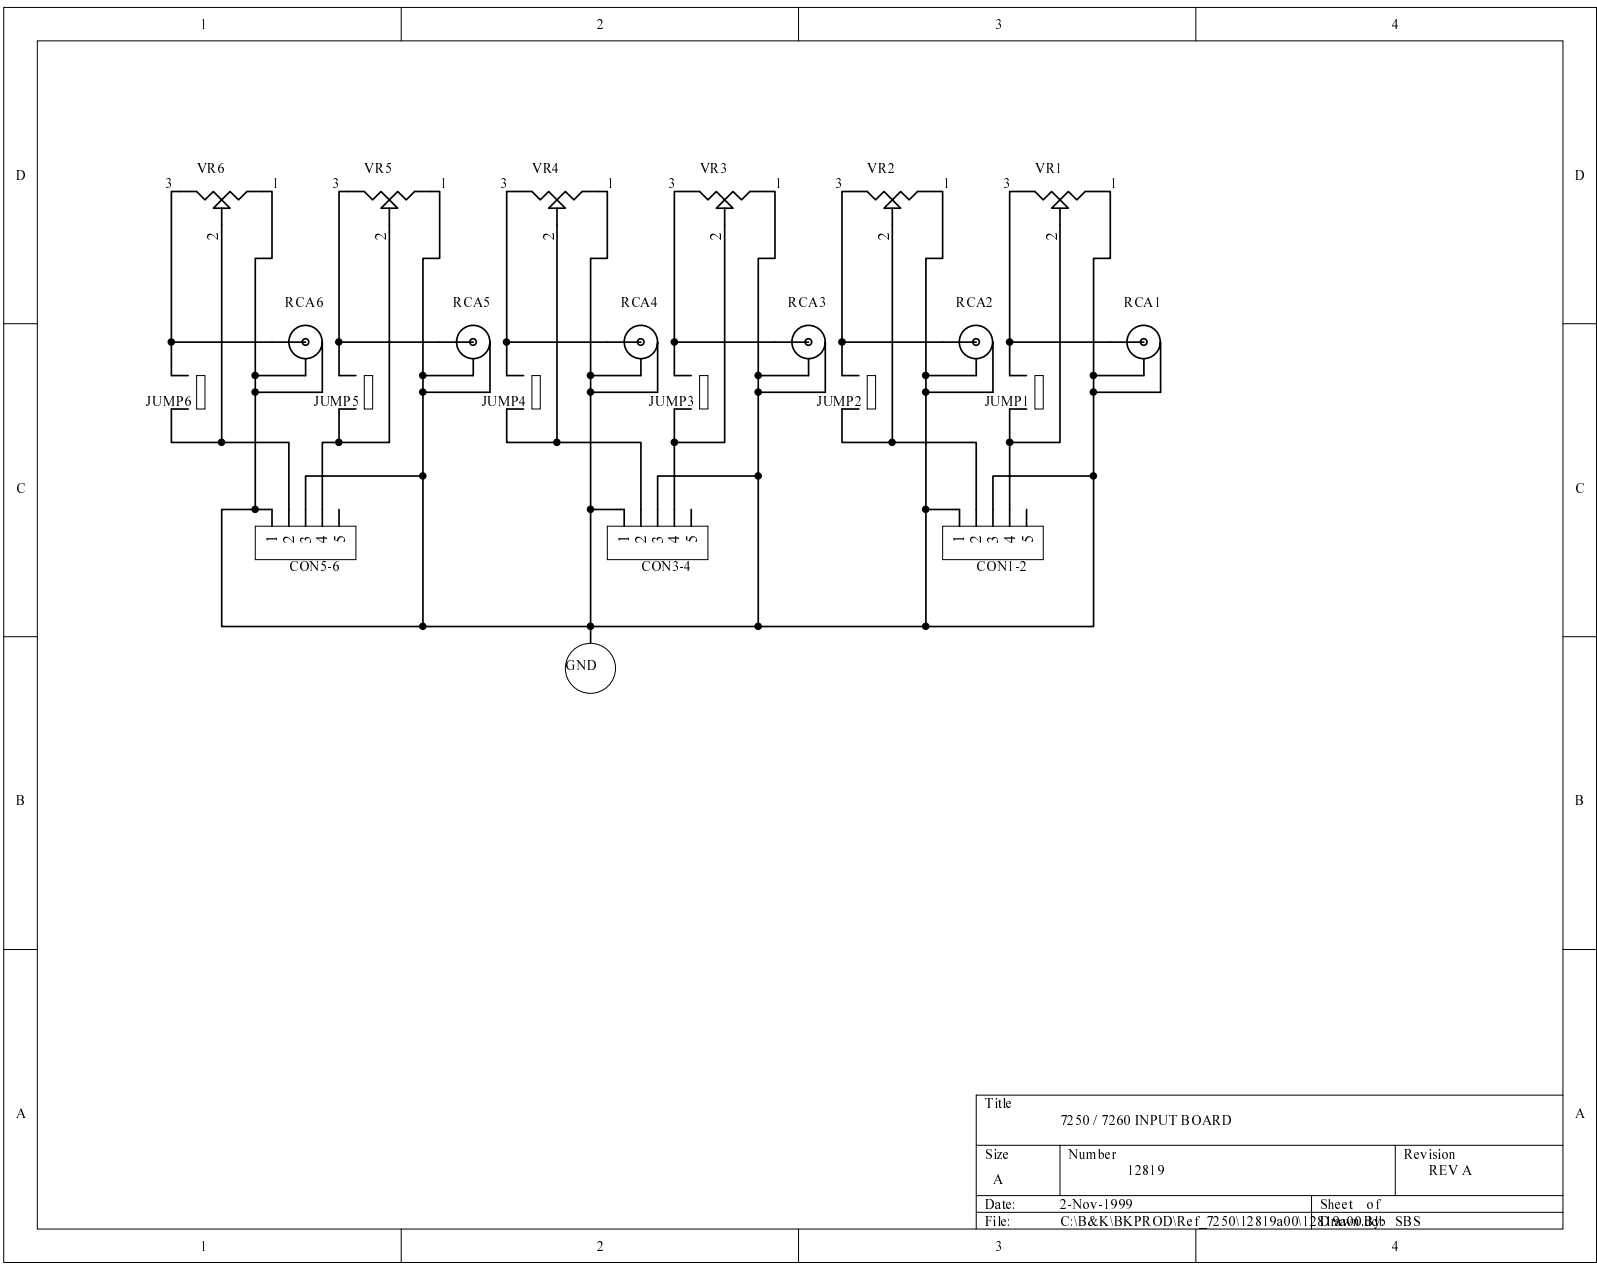 1 2 3 4
D D
VR6 VR5 VR4 VR3 VR2 VR1
3 1 3 1 3 1 3 1 3 1 3 1
2 2 2 2 2 2
RCA6 RCA5 RCA4 RCA3 RCA2 RCA1
JUMP6 JUMP5 JUMP4 JUMP3 JUMP2 JUMP1
C C
1 2 3 4 5 1 2 3 4 5 1 2 3 4 5
CON5-6 CON3-4 CON1-2
GND
B B
A A
Title
7250 / 7260 INPUT BOARD
Size Number Revision
A 12819 REV A
Date: 2-Nov-1999 Sheet of
File: C:\B&K\BKPROD\Ref_7250\12819a00\12819a00.ddb Drawn By: SBS
1 2 3 4